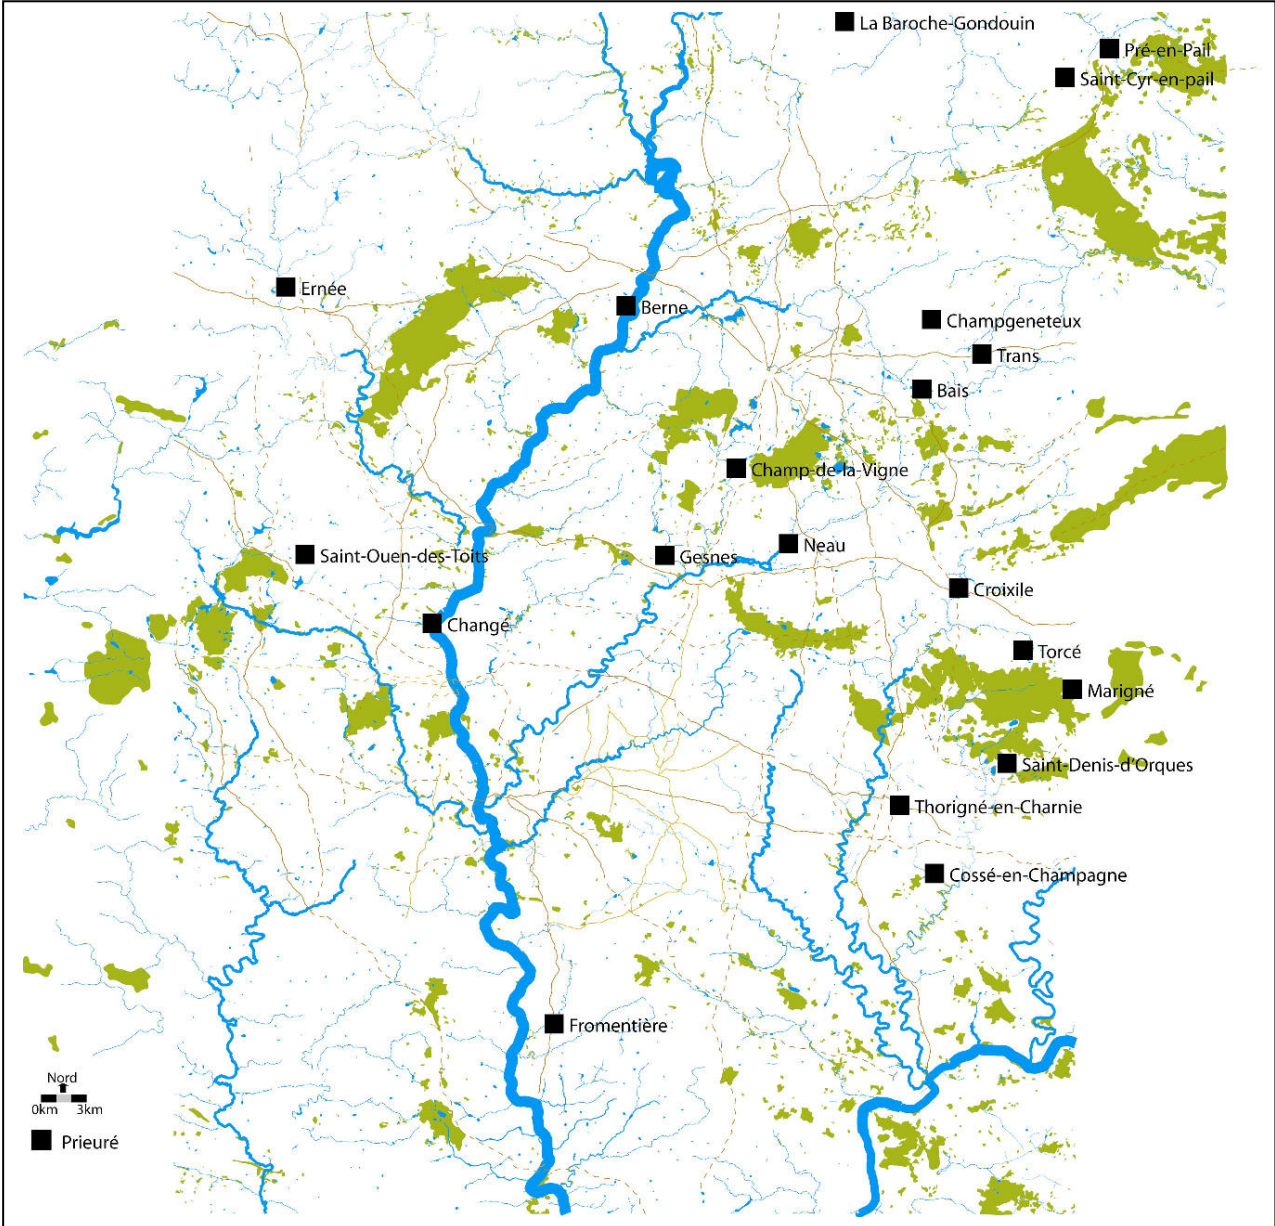 La Baroche-Gondouin
Pré-en-Pail
Saint-Cyr-en-pail
Ernée
Berne
Champgeneteux
Trans
Bais
Champ-de-la-Vigne
Neau
Saint-Ouen-des-Toits
Gesnes
Croixile
Changé
Torcé
Marigné
Saint-Denis-d'Orques
Thorigné-en-Charnie
Cossé-en-Champagne
Fromentière
Nord
0km 3km
Prieuré